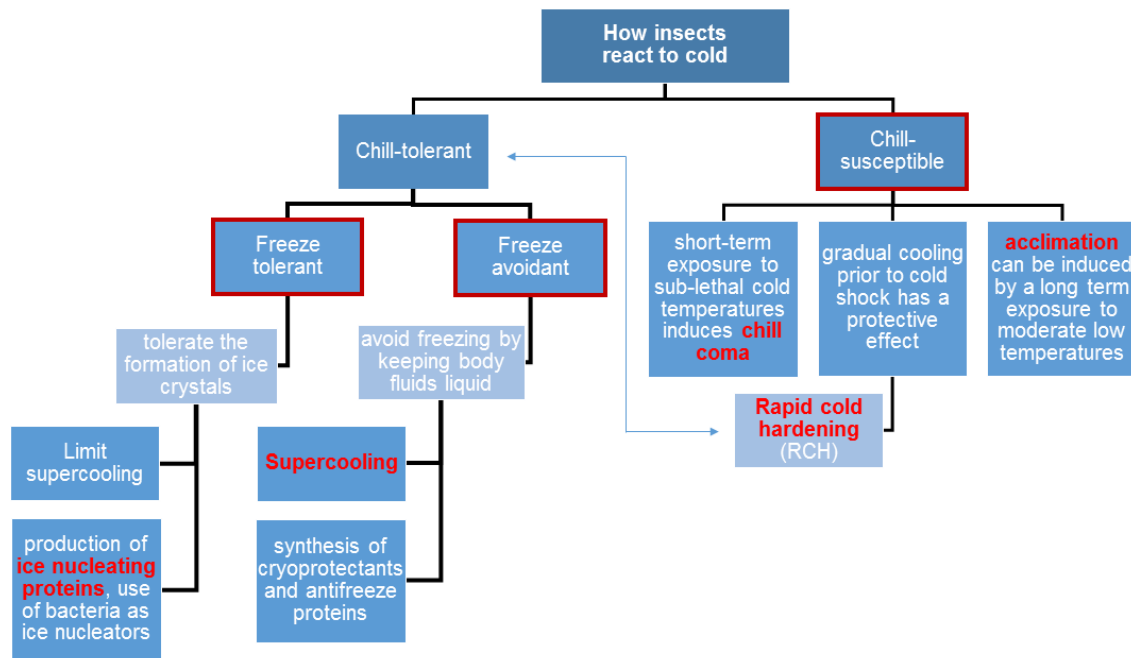 How insects
react to cold
Chill-tolerant
Chill-
susceptible
Freeze
tolerant
Freeze
avoidant
short-term
exposure to
sub-lethal cold
temperatures
induces chill
coma
gradual cooling
prior to cold
shock has a
protective
effect
acclimation
can be induced
by a long term
exposure to
moderate low
temperatures
tolerate the
formation of ice
crystals
avoid freezing by
keeping body
fluids liquid
Rapid cold
hardening
(RCH)
Limit
supercooling
Supercooling
production of
ice nucleating
proteins, use
of bacteria as
ice nucleators
synthesis of
cryoprotectants
and antifreeze
proteins